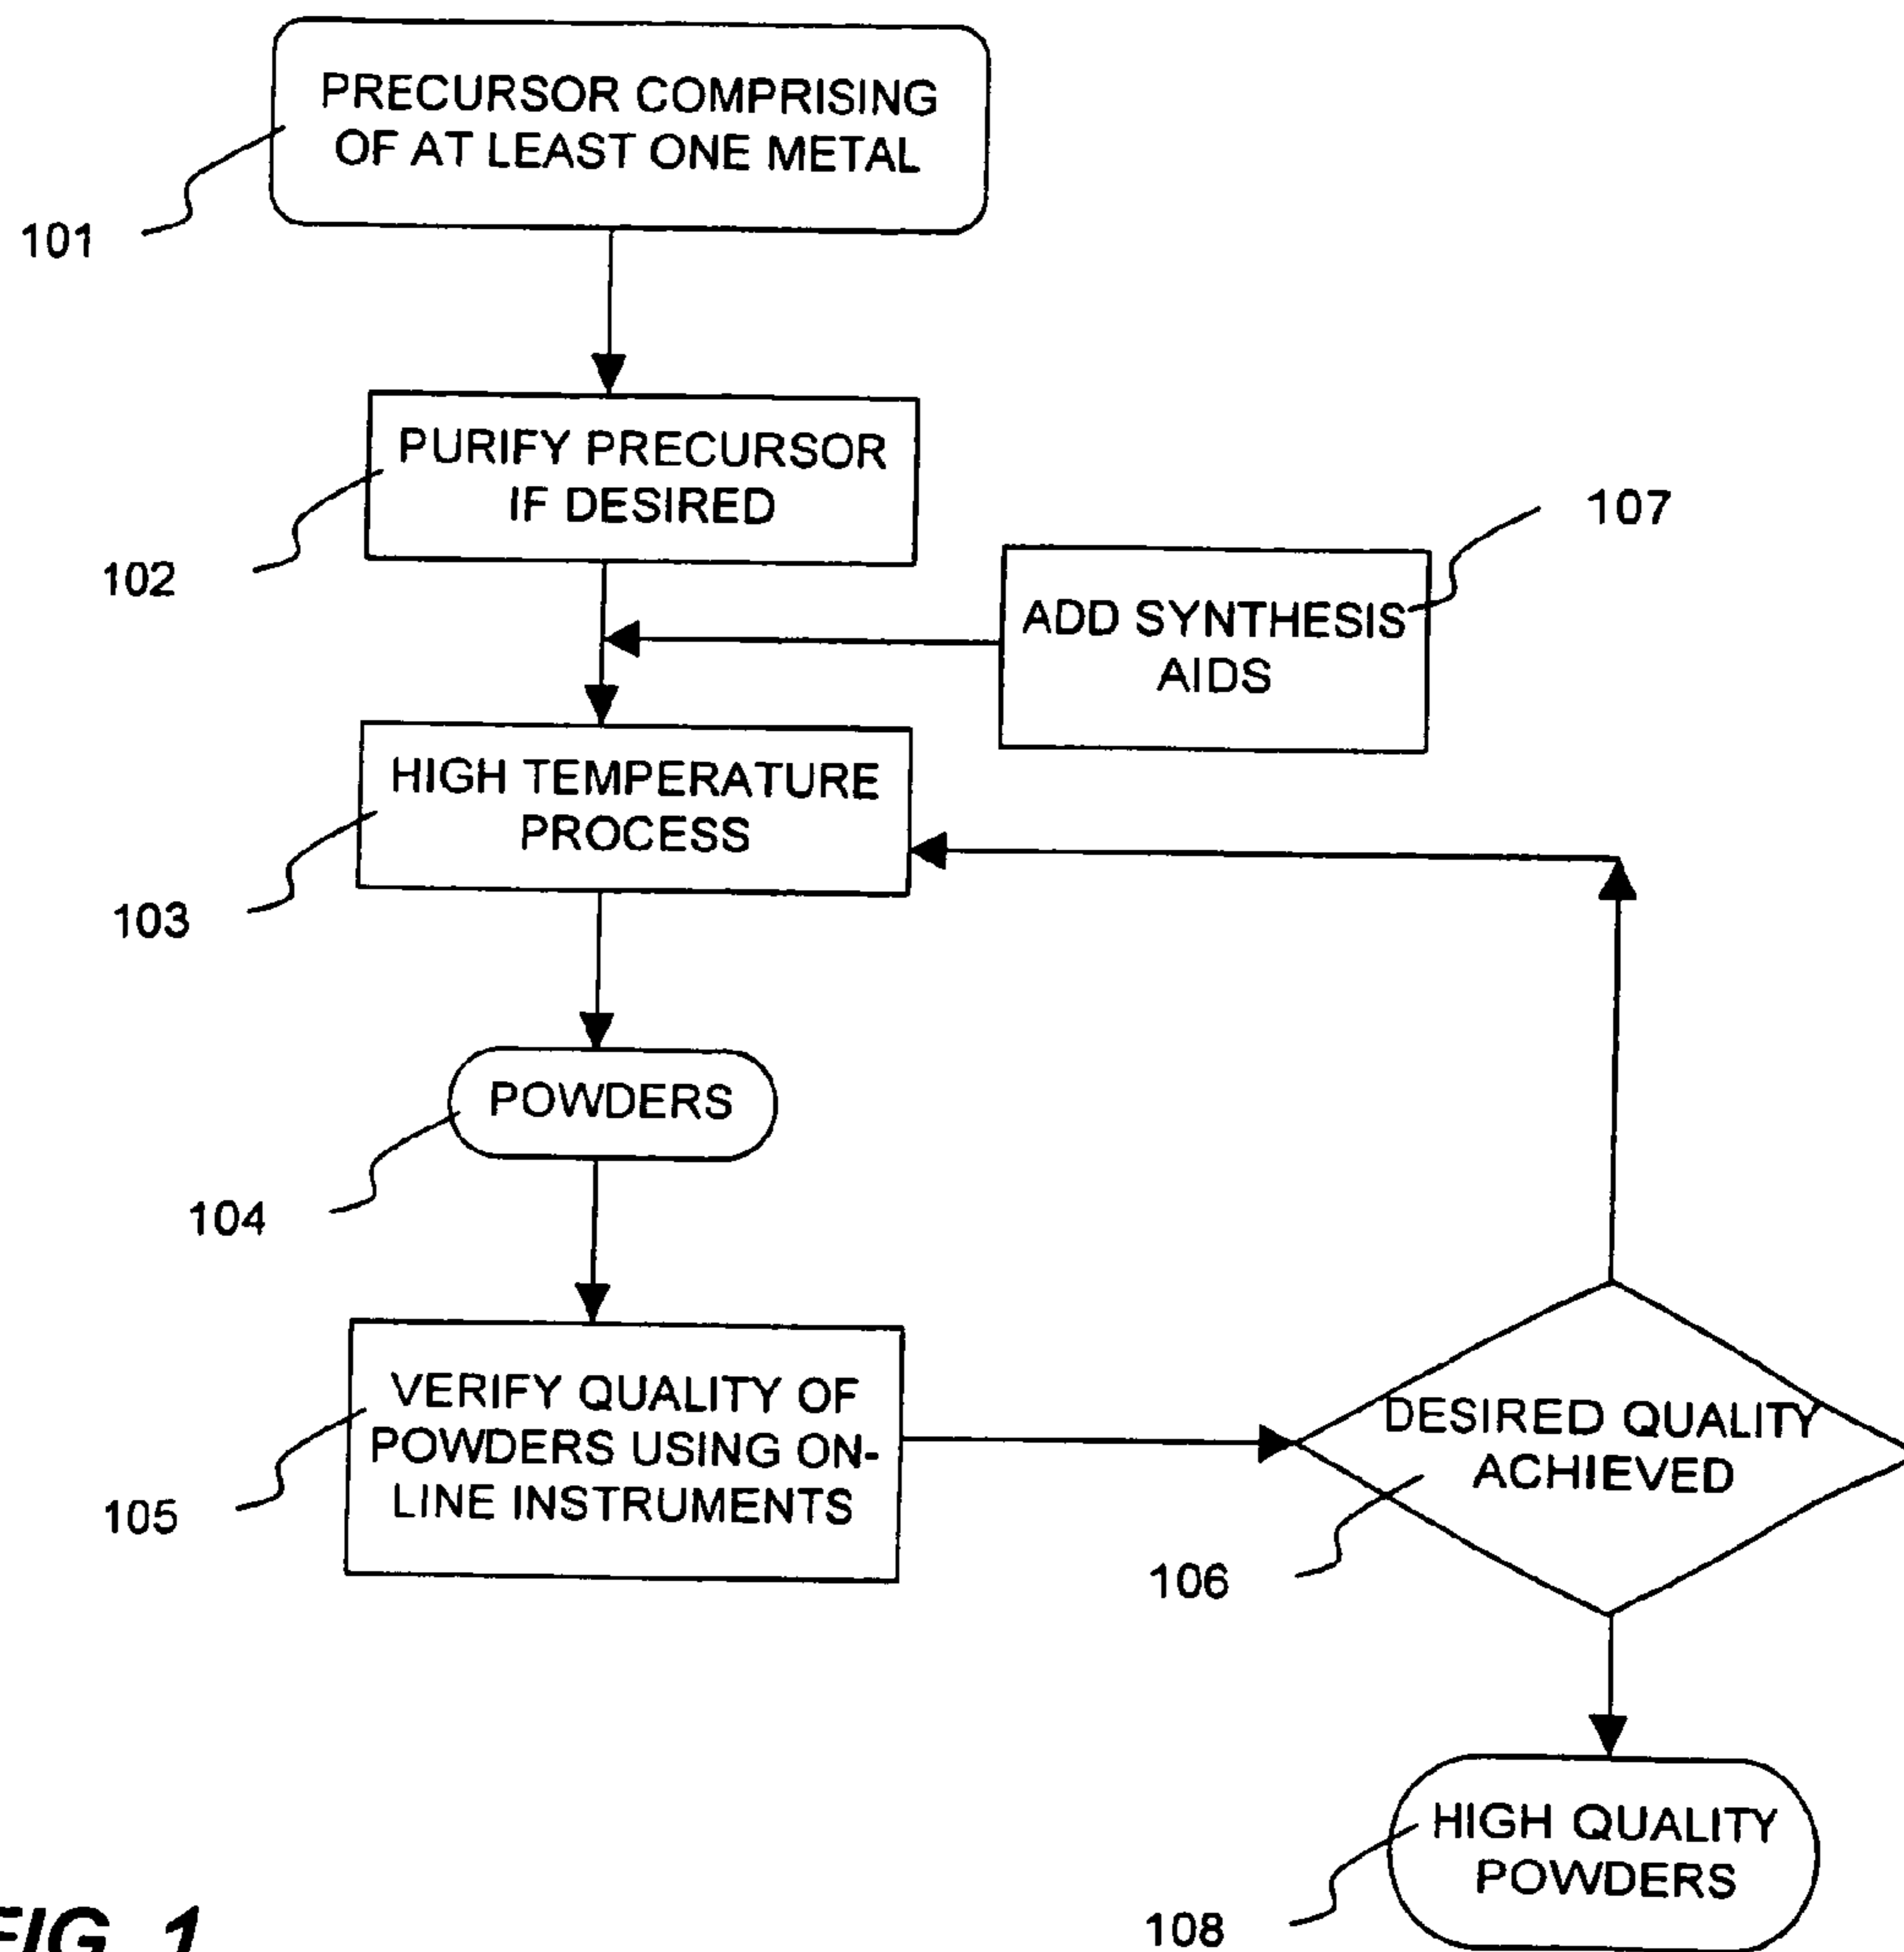 PRECURSOR COMPRISING
OF AT LEAST ONE METAL
101
PURIFY PRECURSOR
IF DESIRED
102
107
ADD SYNTHESIS
AIDS
HIGH TEMPERATURE
PROCESS
103
POWDERS
104
VERIFY QUALITY OF
POWDERS USING ON-
LINE INSTRUMENTS
105
DESIRED QUALITY
ACHIEVED
106
HIGH QUALITY
POWDERS
108
FIG. 1